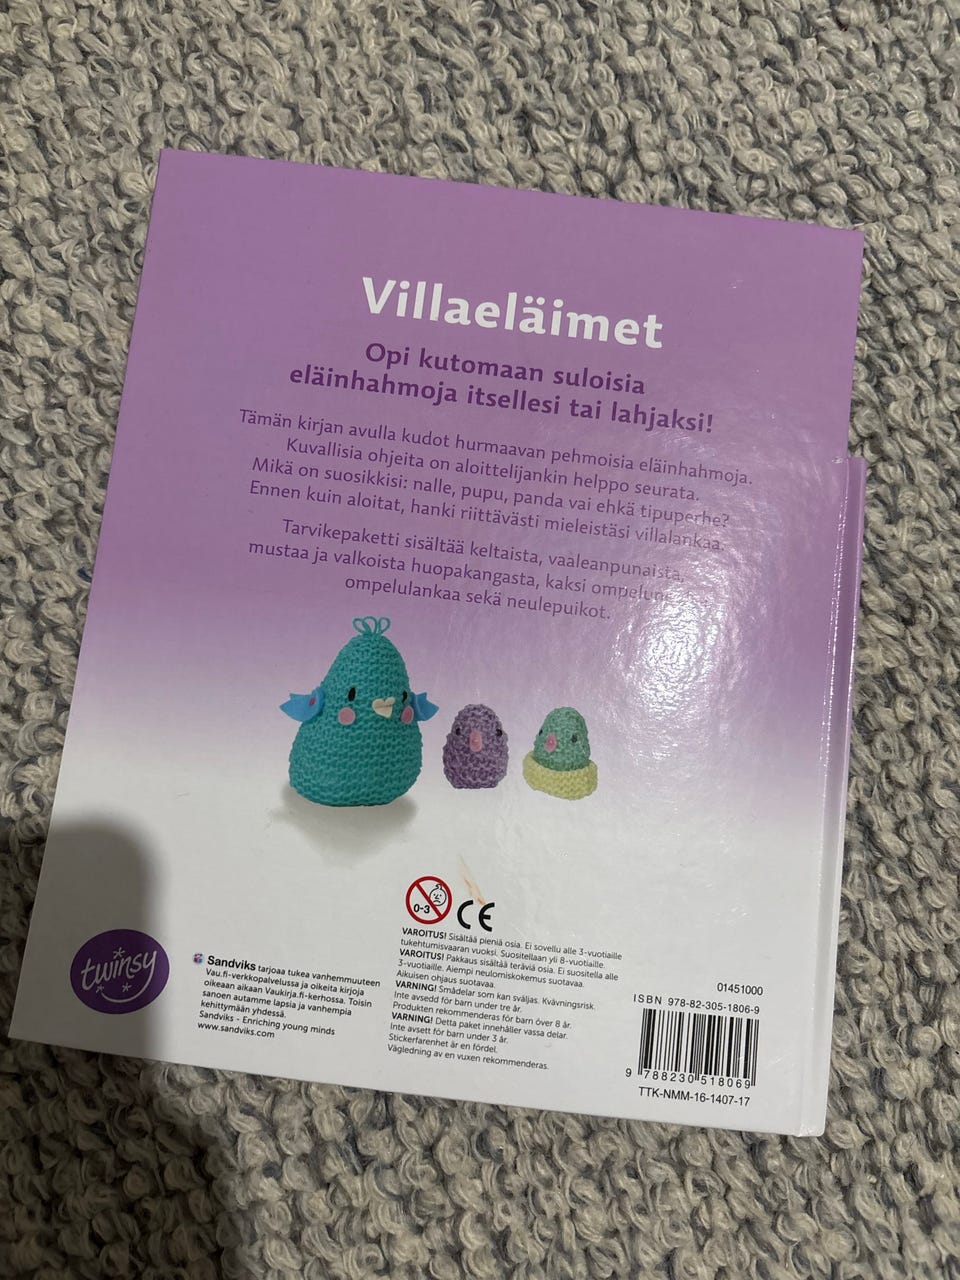 Villaeläimet
Opi kutomaan suloisia
eläinhahmoja itsellesi tai lahjaksi!
Tämän kirjan avulla kudot hurmaavan pehmoisia eläinhahmoja.
Kuvallisia ohjeita on aloittelijankin helppo seurata.
Mikä on suosikkisi: nalle, pupu, panda vai ehkä tipuperhe?
Ennen kuin aloitat, hanki riittävästi mieleistäsi villalankaa.
Tarvikepaketti sisältää keltaista, vaaleanpunaista,
mustaa ja valkoista huopakangasta, kaksi
ompelulankaa sekä neulepuikot.
0-3
CE
VAROITUS! Sisältää pieniä osia. Ei sovellu alle 3-vuotiaille
tukehtumisvaaran vuoksi. Suositellaan yli 8-vuotiaille.
VAROITUS! Pakkaus sisältää teräviä osia. Ei suositella alle
3-vuotiaille. Aiempi neulomiskokemus suotavaa.
Aikuisen ohjaus suotavaa.
VARNING! Smådelar som kan sväljas. Kvävningsrisk.
Inte avsedd för barn under tre år.
Produkten rekommenderas för barn över 8 år.
VARNING! Detta paket innehåller vassa delar.
Inte avsett för barn under 3 år.
Stickerfarenhet är en fördel.
Vägledning av en vuxen rekommenderas.
twinsy
Sandviks tarjoaa tukea vanhemmuuteen
Vau.fi-verkkopalvelussa ja oikeita kirjoja
oikeaan aikaan Vaukirja.fi-kerhossa. Toisin
sanoen autamme lapsia ja vanhempia
kehittymään yhdessä.
Sandviks - Enriching young minds
www.sandviks.com
01451000
ISBN 978-82-305-1806-9
9 788230 518069
TTK-NMM-16-1407-17